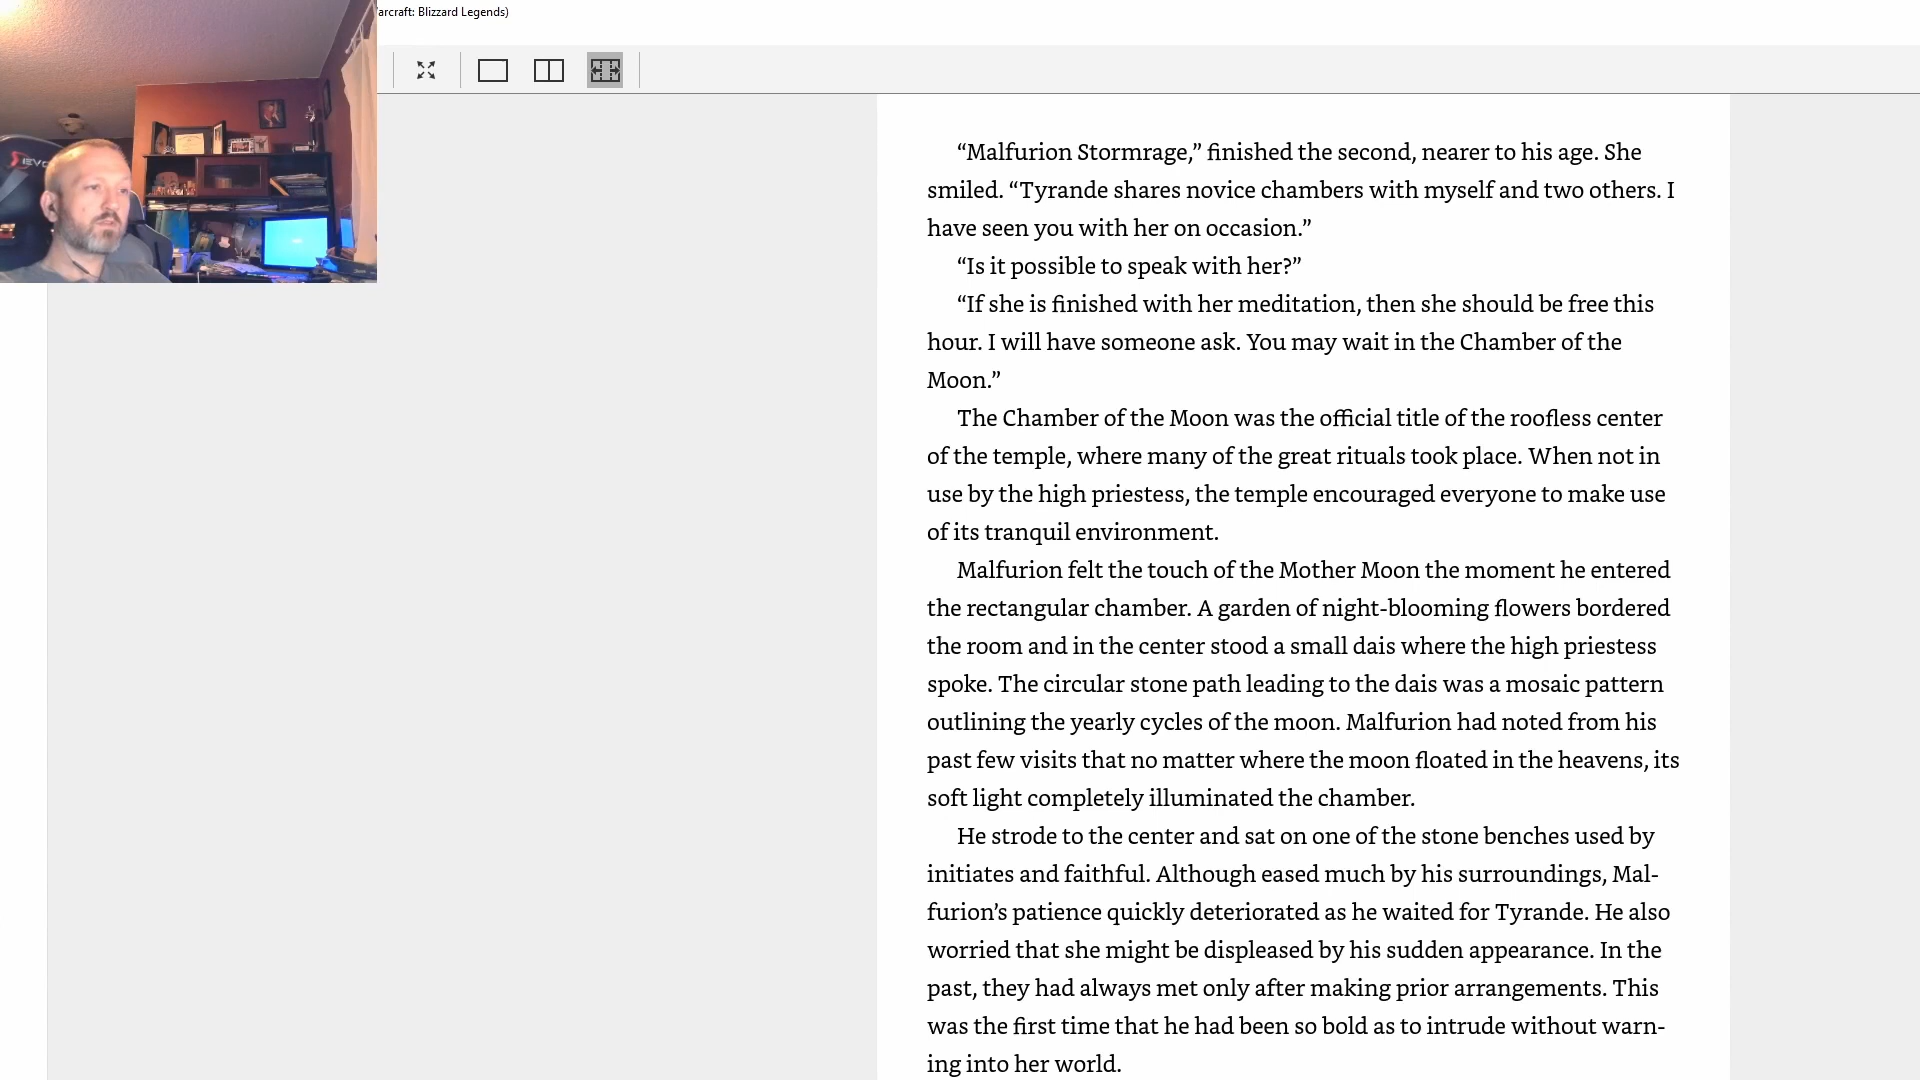 arcraft: Blizzard Legends)
“Malfurion Stormrage,” finished the second, nearer to his age. She
smiled. “Tyrande shares novice chambers with myself and two others. I
have seen you with her on occasion.”
“Is it possible to speak with her?”
“If she is finished with her meditation, then she should be free this
hour. I will have someone ask. You may wait in the Chamber of the
Moon.”
The Chamber of the Moon was the official title of the roofless center
of the temple, where many of the great rituals took place. When not in
use by the high priestess, the temple encouraged everyone to make use
of its tranquil environment.
Malfurion felt the touch of the Mother Moon the moment he entered
the rectangular chamber. A garden of night-blooming flowers bordered
the room and in the center stood a small dais where the high priestess
spoke. The circular stone path leading to the dais was a mosaic pattern
outlining the yearly cycles of the moon. Malfurion had noted from his
past few visits that no matter where the moon floated in the heavens, its
soft light completely illuminated the chamber.
He strode to the center and sat on one of the stone benches used by
initiates and faithful. Although eased much by his surroundings, Mal-
furion’s patience quickly deteriorated as he waited for Tyrande. He also
worried that she might be displeased by his sudden appearance. In the
past, they had always met only after making prior arrangements. This
was the first time that he had been so bold as to intrude without warn-
ing into her world.